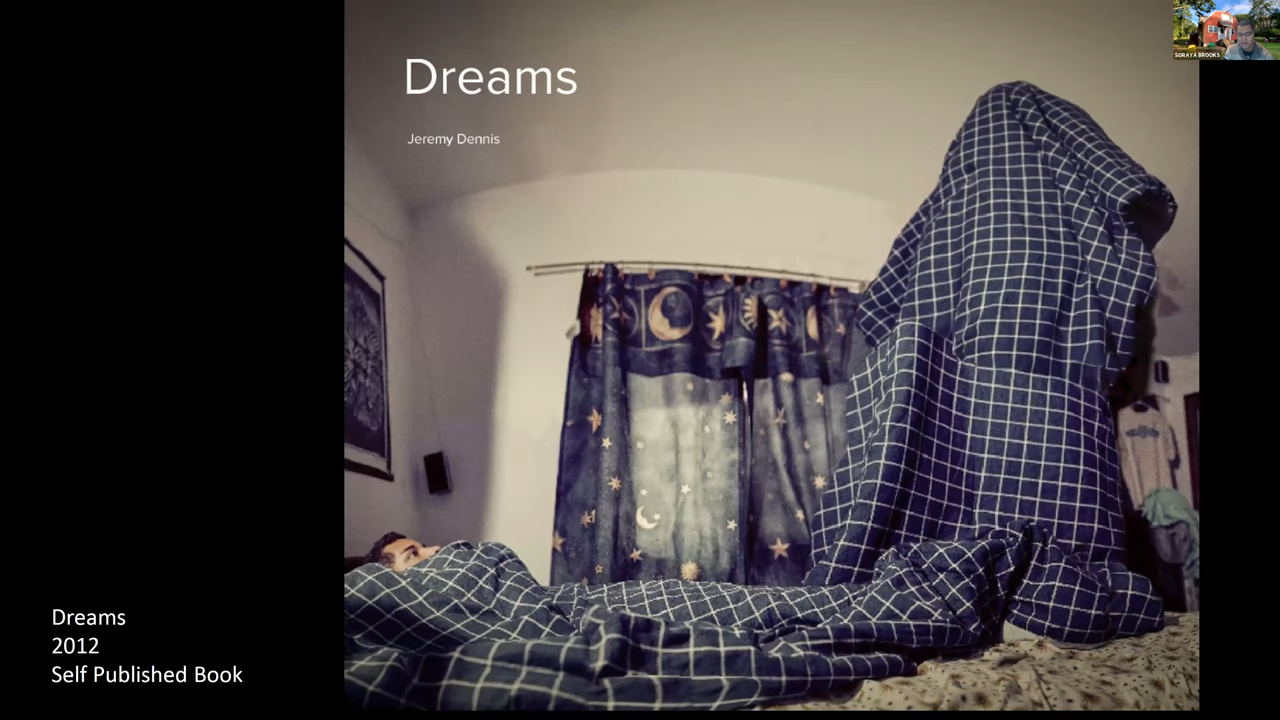 Dreams
Jeremy Dennis
SORAYA BROOKS
Dreams
2012
Self Published Book